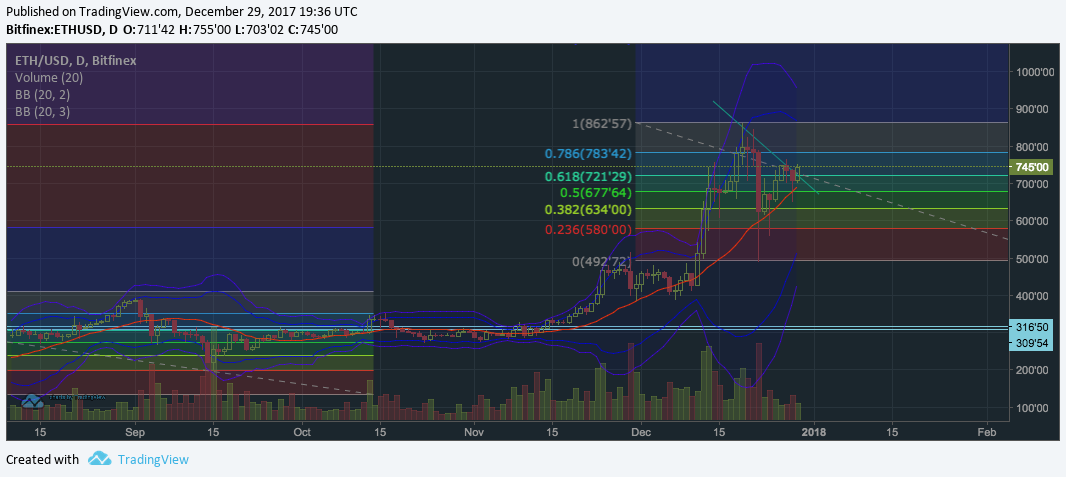 Published on TradingView.com, December 29, 2017 19:36 UTC
Bitfinex:ETHUSD, D O:711'42 H:755'00 L:703'02 C:745'00
ETH/USD, D, Bitfinex
Volume (20)
BB (20, 2)
BB (20, 3)
1(862'57)
0.786(783'42)
0.618(721'29)
0.5(677'64)
0.382(634'00)
0.236(580'00)
0(492'72)
1000'00
900'00
800'00
745'00
700'00
600'00
500'00
400'00
316'50
309'54
200'00
100'00
15 Sep 15 Oct 15 Nov 15 Dec 15 2018 15 Feb
Created with TradingView